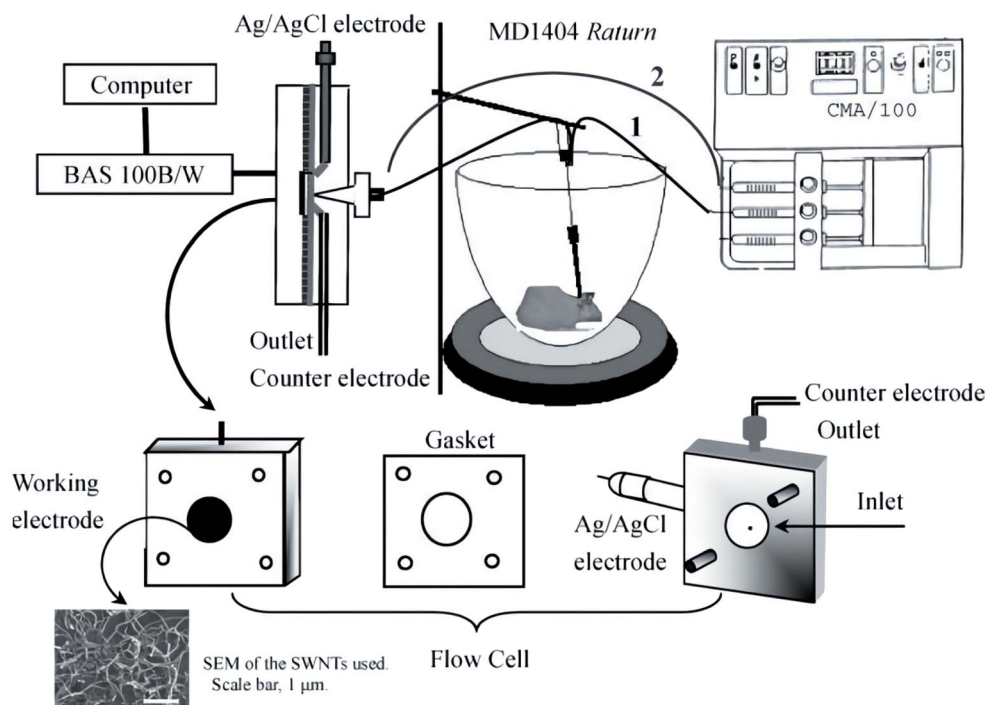 Ag/AgCl electrode
MD1404 Raturn
Computer
BAS 100B/W
2
1
CMA/100
Outlet
Counter electrode
Counter electrode
Outlet
Gasket
Working
electrode
Inlet
Ag/AgCl
electrode
Flow Cell
SEM of the SWNTs used.
Scale bar, 1 μm.